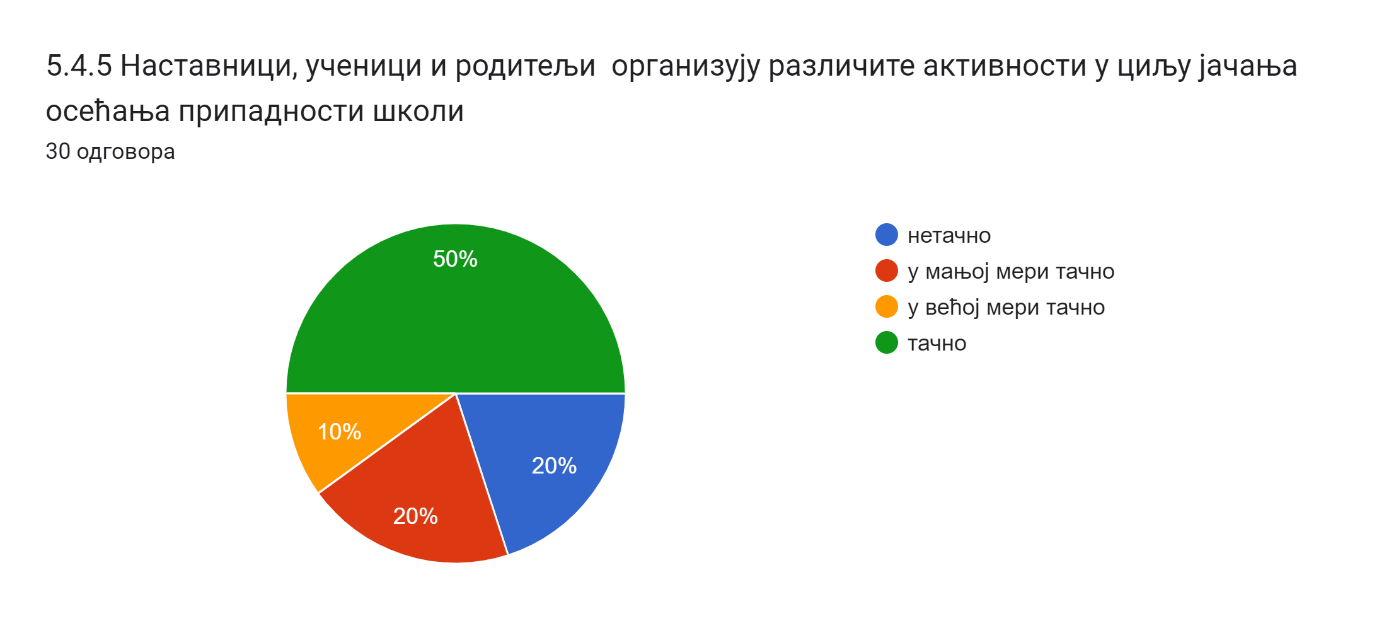 5.4.5 Наставници, ученици и родитељи  организују различите активности у циљу јачања
осећања припадности школи
30 одговора
50%
10%
20%
20%
нетачно
у мањој мери тачно
у већој мери тачно
тачно